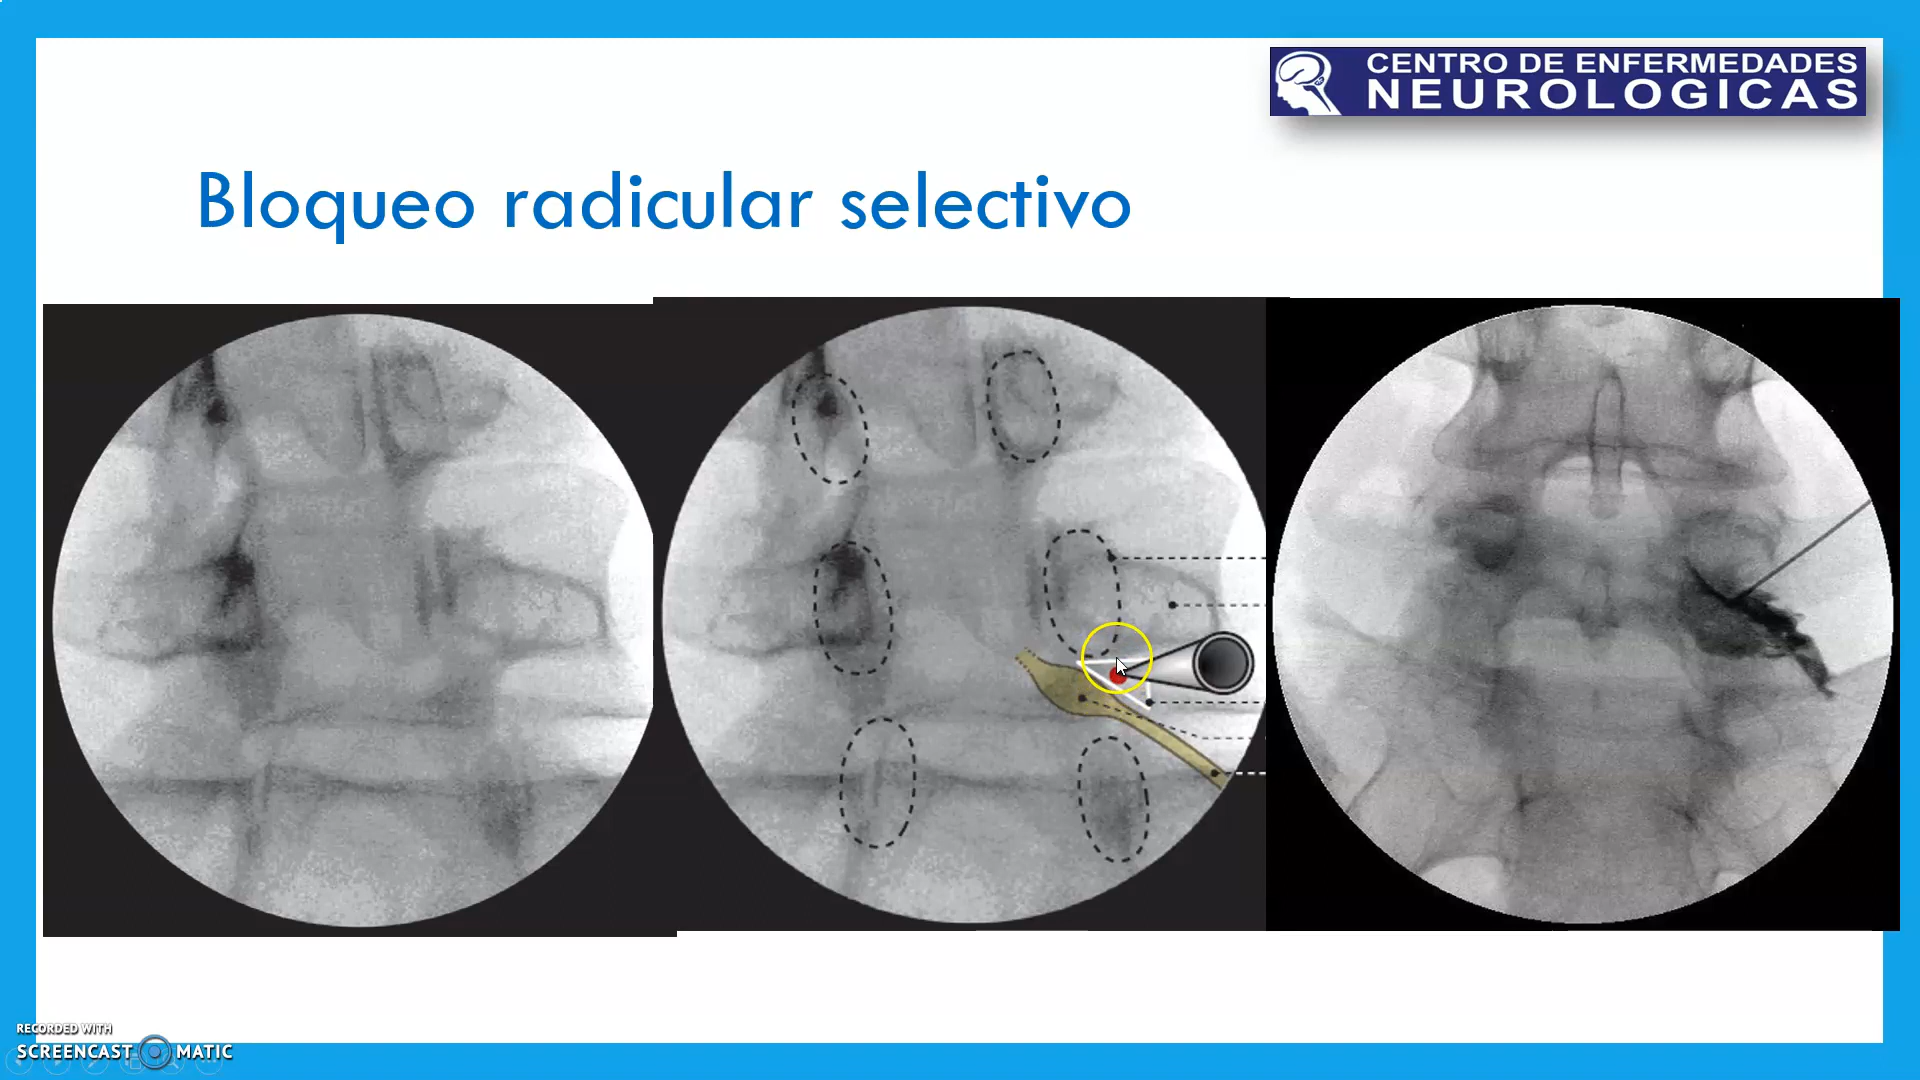 CENTRO DE ENFERMEDADES
NEUROLOGICAS
Bloqueo radicular selectivo
RECORDED WITH
SCREENCAST MATIC